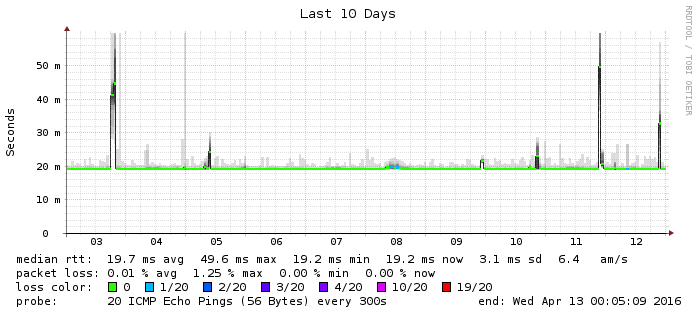 Last 10 Days
RRDTOOL / TOBI OETIKER
Seconds
50 m
40 m
30 m
20 m
10 m
0
03 04 05 06 07 08 09 10 11 12
median rtt: 19.7 ms avg 49.6 ms max 19.2 ms min 19.2 ms now 3.1 ms sd 6.4 am/s
packet loss: 0.01 % avg 1.25 % max 0.00 % min 0.00 % now
loss color: 0 1/20 2/20 3/20 4/20 10/20 19/20
probe: 20 ICMP Echo Pings (56 Bytes) every 300s end: Wed Apr 13 00:05:09 2016